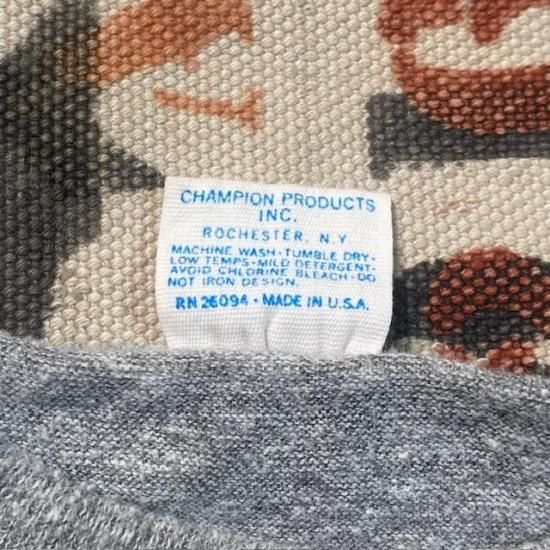 CHAMPION PRODUCTS
INC.
ROCHESTER, N.Y.
MACHINE WASH·TUMBLE DRY·
LOW TEMPS·MILD DETERGENT·
AVOID CHLORINE BLEACH·DO
NOT IRON DESIGN.
RN 26094 · MADE IN U.S.A.